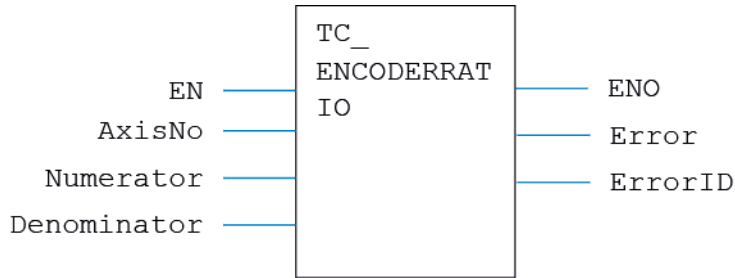 TC_
ENCODERRAT
IO
EN
AxisNo
Numerator
Denominator
ENO
Error
ErrorID